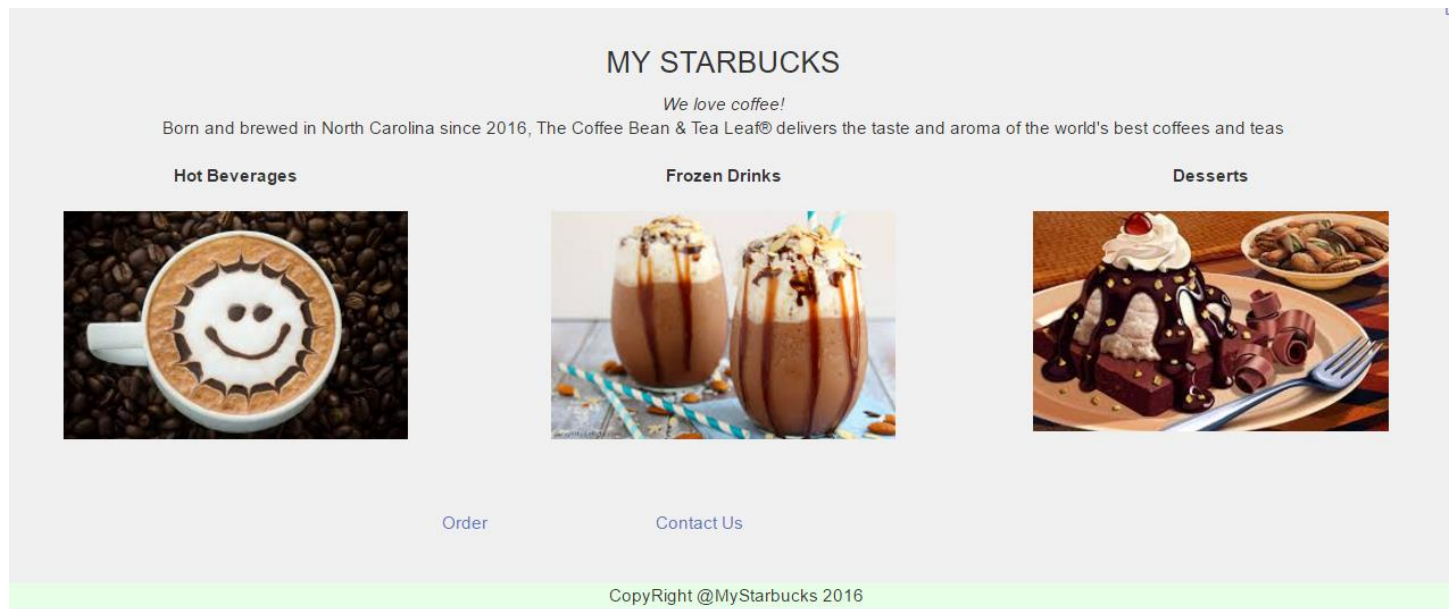 MY STARBUCKS
We love coffee!
Born and brewed in North Carolina since 2016, The Coffee Bean & Tea Leaf® delivers the taste and aroma of the world's best coffees and teas
Hot Beverages
Frozen Drinks
Desserts
Order
Contact Us
CopyRight @MyStarbucks 2016